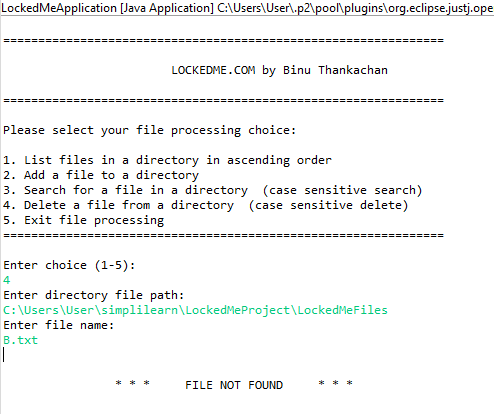 LockedMeApplication [Java Application] C:\Users\User\.p2\pool\plugins\org.eclipse.justj.ope
===============================================================
LOCKEDME.COM by Binu Thankachan
===============================================================
Please select your file processing choice:
1. List files in a directory in ascending order
2. Add a file to a directory
3. Search for a file in a directory  (case sensitive search)
4. Delete a file from a directory  (case sensitive delete)
5. Exit file processing
===============================================================
Enter choice (1-5):
4
Enter directory file path:
C:\Users\User\simplilearn\LockedMeProject\LockedMeFiles
Enter file name:
B.txt
* * *     FILE NOT FOUND     * * *